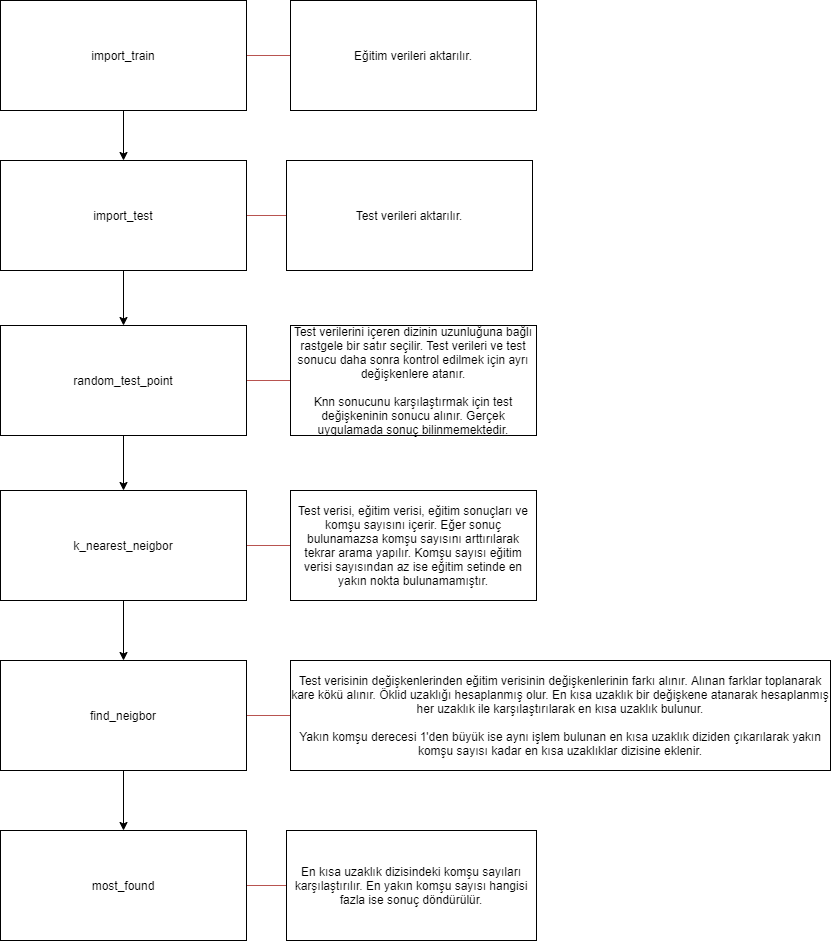 import_train
Eğitim verileri aktarılır.
import_test
Test verileri aktarılır.
random_test_point
Test verilerini içeren dizinin uzunluğuna bağlı
rastgele bir satır seçilir. Test verileri ve test
sonucu daha sonra kontrol edilmek için ayrı
değişkenlere atanır.
Knn sonucunu karşılaştırmak için test
değişkeninin sonucu alınır. Gerçek
uygulamada sonuç bilinmemektedir.
k_nearest_neigbor
Test verisi, eğitim verisi, eğitim sonuçları ve
komşu sayısını içerir. Eğer sonuç
bulunamazsa komşu sayısını arttırılarak
tekrar arama yapılır. Komşu sayısı eğitim
verisi sayısından az ise eğitim setinde en
yakın nokta bulunamamıştır.
find_neigbor
Test verisinin değişkenlerinden eğitim verisinin değişkenlerinin farkı alınır. Alınan farklar toplanarak
kare kökü alınır. Öklid uzaklığı hesaplanmış olur. En kısa uzaklık bir değişkene atanarak hesaplanmış
her uzaklık ile karşılaştırılarak en kısa uzaklık bulunur.
Yakın komşu derecesi 1'den büyük ise aynı işlem bulunan en kısa uzaklık diziden çıkarılarak yakın
komşu sayısı kadar en kısa uzaklıklar dizisine eklenir.
most_found
En kısa uzaklık dizisindeki komşu sayıları
karşılaştırılır. En yakın komşu sayısı hangisi
fazla ise sonuç döndürülür.